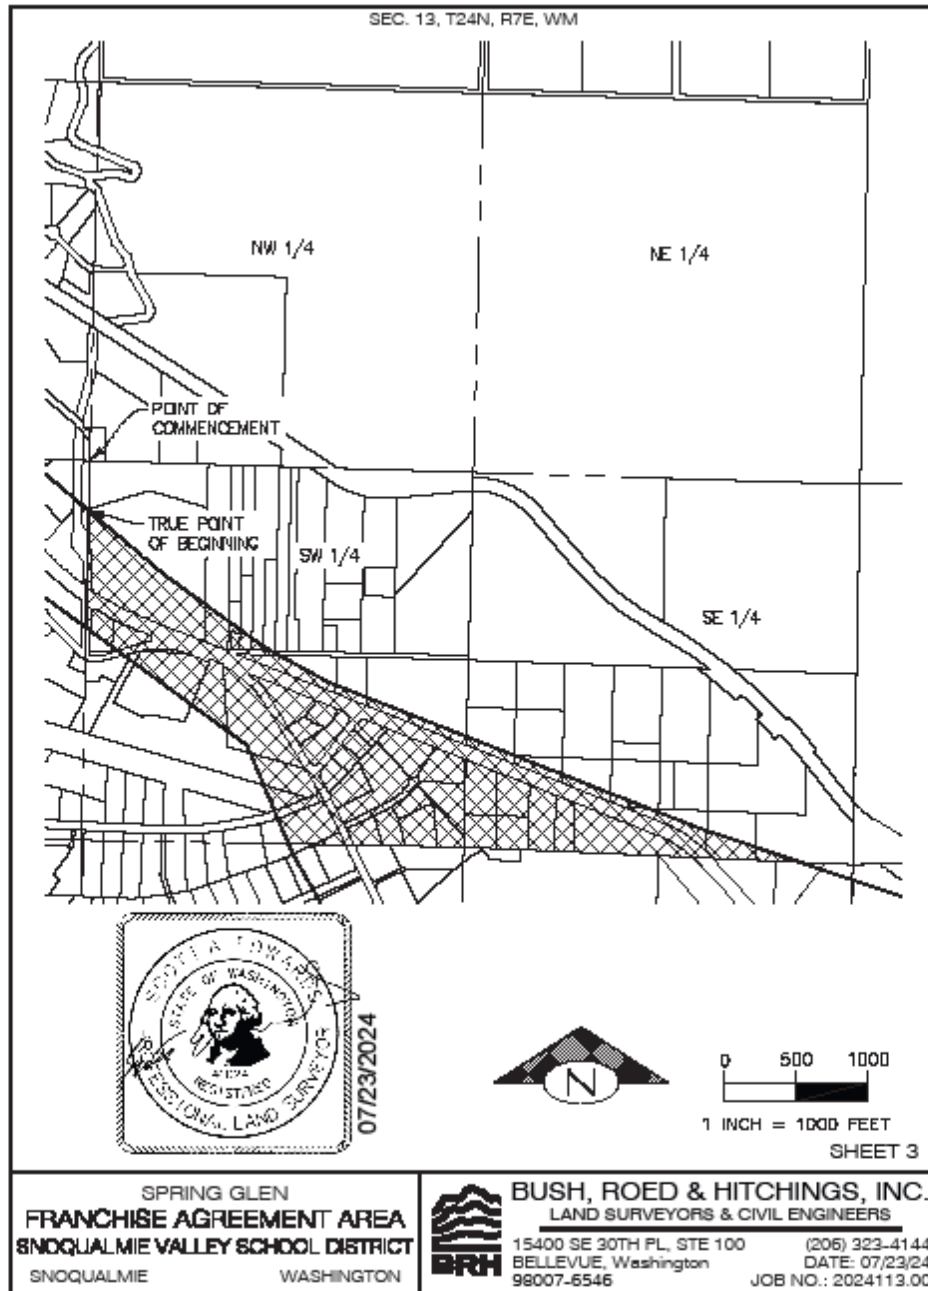 SEC. 13, T24N, R7E, WM
NW 1/4
NE 1/4
POINT OF
COMMENCEMENT
TRUE POINT
OF BEGINNING
SW 1/4
SE 1/4
STATE OF WASHINGTON
REGISTERED
PROFESSIONAL LAND SURVEYOR
07/23/2024
N
0 500 1000
1 INCH = 1000 FEET
SHEET 3
SPRING GLEN
FRANCHISE AGREEMENT AREA
SNOQUALMIE VALLEY SCHOOL DISTRICT
SNOQUALMIE WASHINGTON
BRH
BUSH, ROED & HITCHINGS, INC.
LAND SURVEYORS & CIVIL ENGINEERS
15400 SE 30TH PL, STE 100 (206) 323-4144
BELLEVUE, Washington DATE: 07/23/24
98007-6546 JOB NO.: 2024113.00